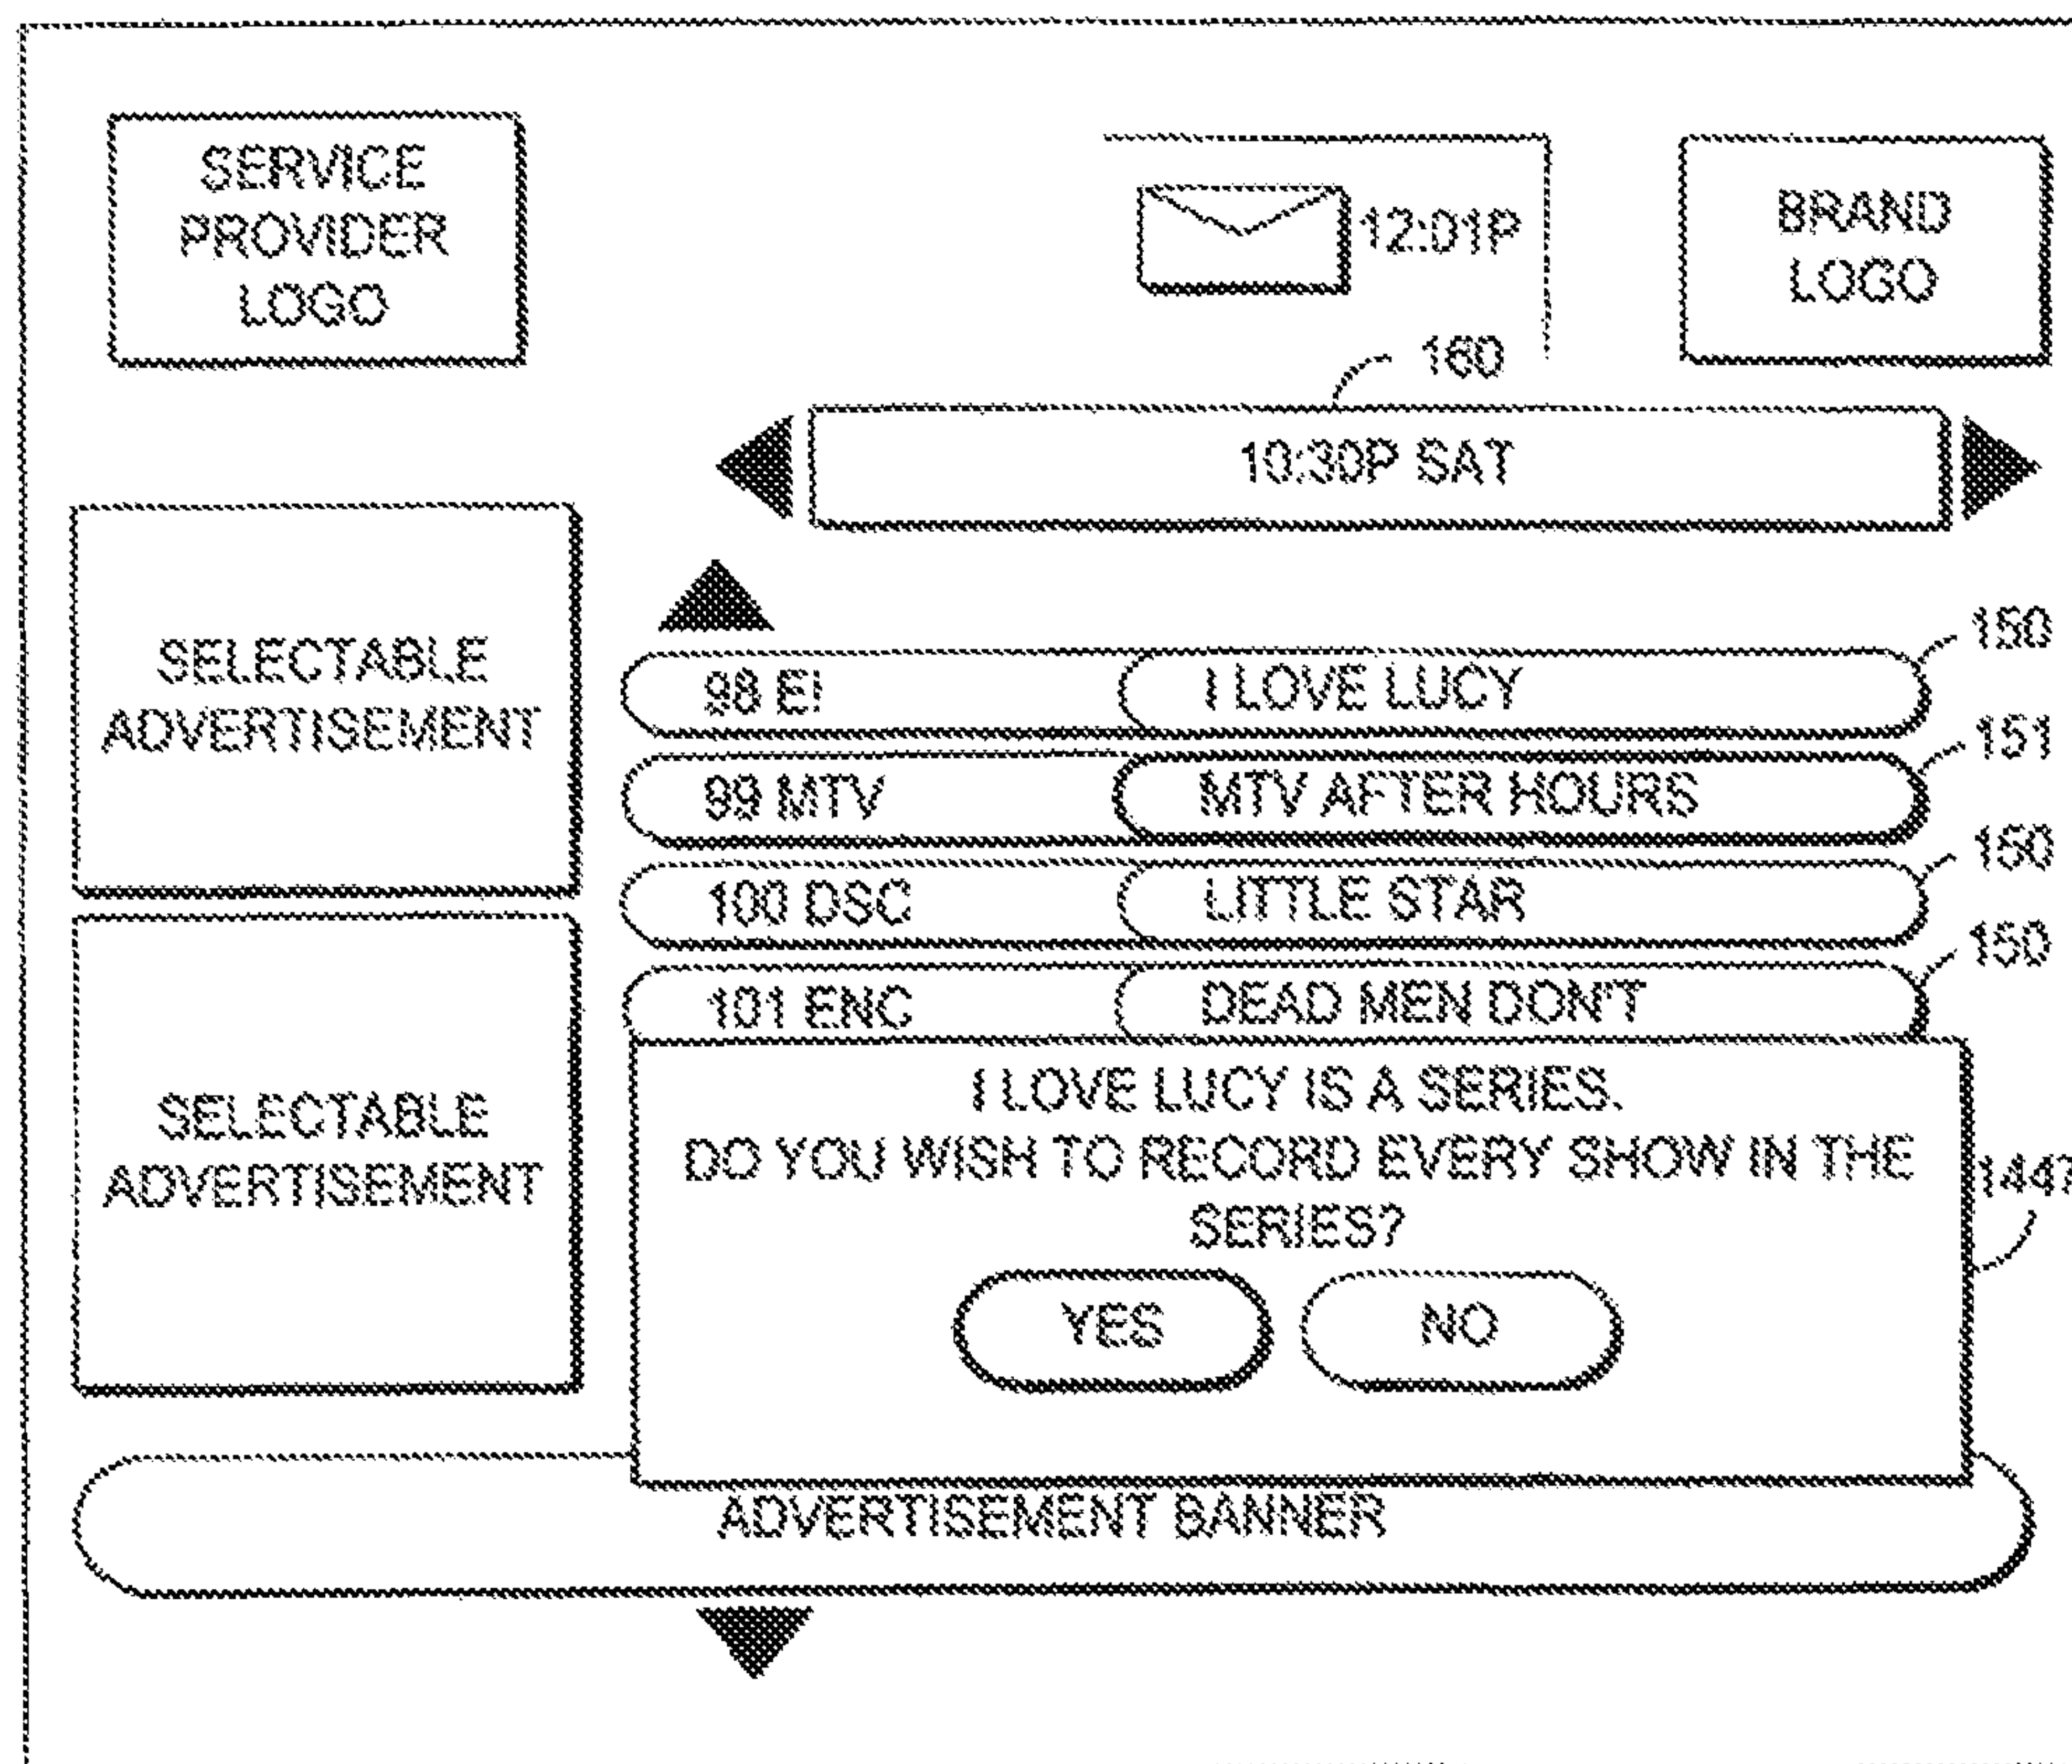 SERVICE
PROVIDER
LOGO
12:01P
BRAND
LOGO
160
10:30P SAT
SELECTABLE
ADVERTISEMENT
98 E!
I LOVE LUCY
150
99 MTV
MTV AFTER HOURS
151
100 DSC
LITTLE STAR
150
101 ENC
DEAD MEN DON'T
150
SELECTABLE
ADVERTISEMENT
I LOVE LUCY IS A SERIES.
DO YOU WISH TO RECORD EVERY SHOW IN THE
SERIES?
YES
NO
ADVERTISEMENT BANNER